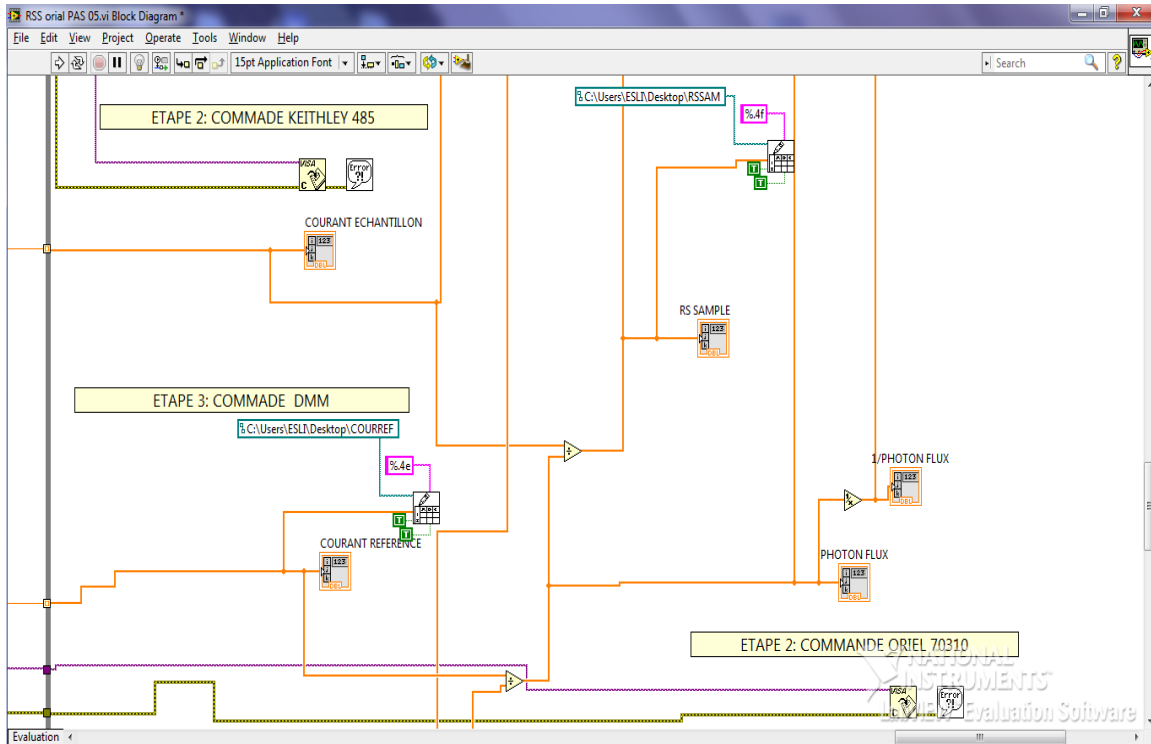 RSS orial PAS 05.vi Block Diagram *
File Edit View Project Operate Tools Window Help
15pt Application Font
Search
C:\Users\ESLI\Desktop\RSSAM
%.4f
ETAPE 2: COMMADE KEITHLEY 485
VISA
C
Error
?!
T
T
COURANT ECHANTILLON
123
DBL
RS SAMPLE
123
DBL
ETAPE 3: COMMADE DMM
C:\Users\ESLI\Desktop\COURREF
%.4e
1/PHOTON FLUX
123
DBL
T
T
COURANT REFERENCE
123
DBL
PHOTON FLUX
123
DBL
ETAPE 2: COMMANDE ORIEL 70310
NATIONAL
INSTRUMENTS
LabVIEW Evaluation Software
VISA
C
Error
?!
Evaluation